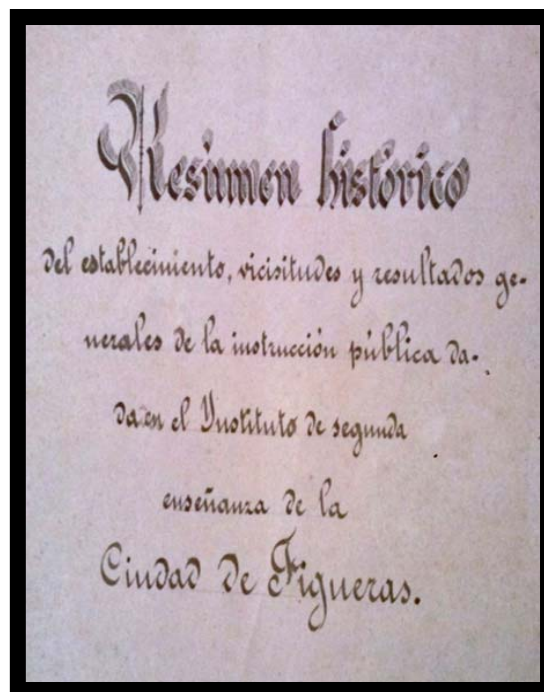 Resumen histórico
del establecimiento, vicisitudes y resultados ge-
nerales de la instrucción pública da-
da en el Instituto de segunda
enseñanza de la
Ciudad de Figueras.